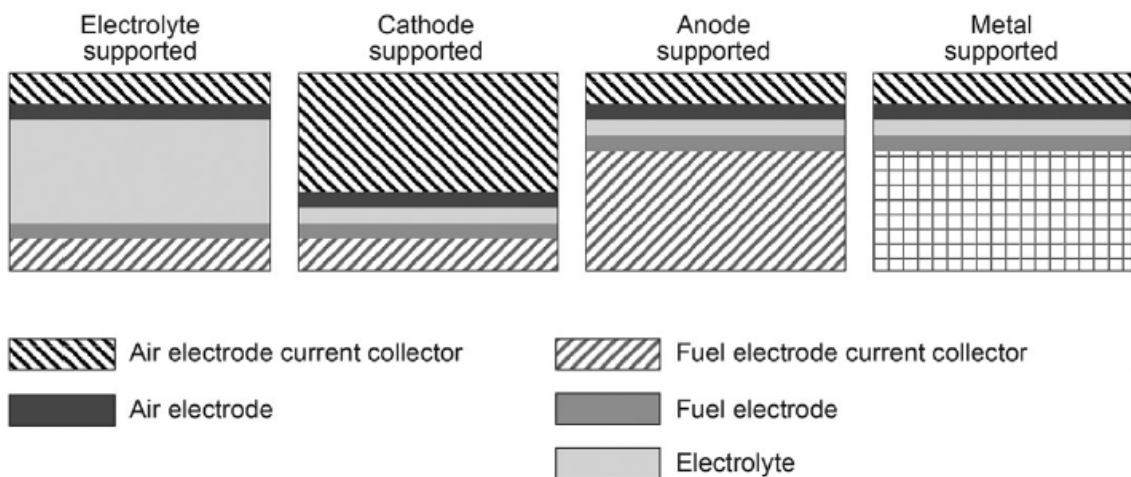 Electrolyte
supported
Cathode
supported
Anode
supported
Metal
supported
Air electrode current collector
Fuel electrode current collector
Air electrode
Fuel electrode
Electrolyte